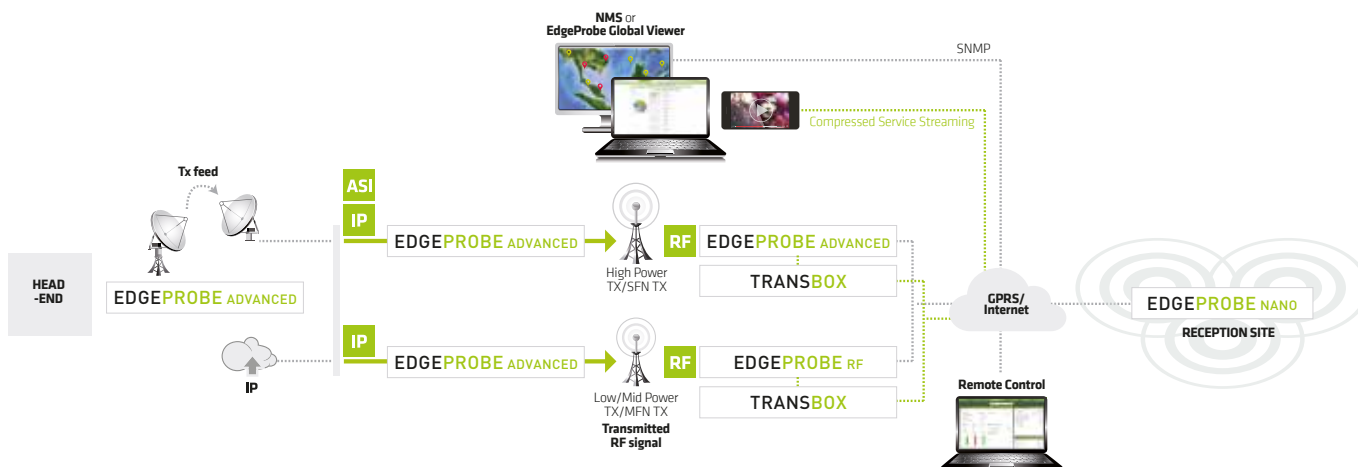 NMS or
EdgeProbe Global Viewer
SNMP
Compressed Service Streaming
Tx feed
ASI
IP
EDGEPROBE ADVANCED
RF
EDGEPROBE ADVANCED
High Power
TX/SFN TX
TRANSBOX
HEAD
-END
EDGEPROBE ADVANCED
GPRS/
Internet
EDGEPROBE NANO
RECEPTION SITE
IP
IP
EDGEPROBE ADVANCED
RF
EDGEPROBE RF
Low/Mid Power
TX/MFN TX
Transmitted
RF signal
TRANSBOX
Remote Control